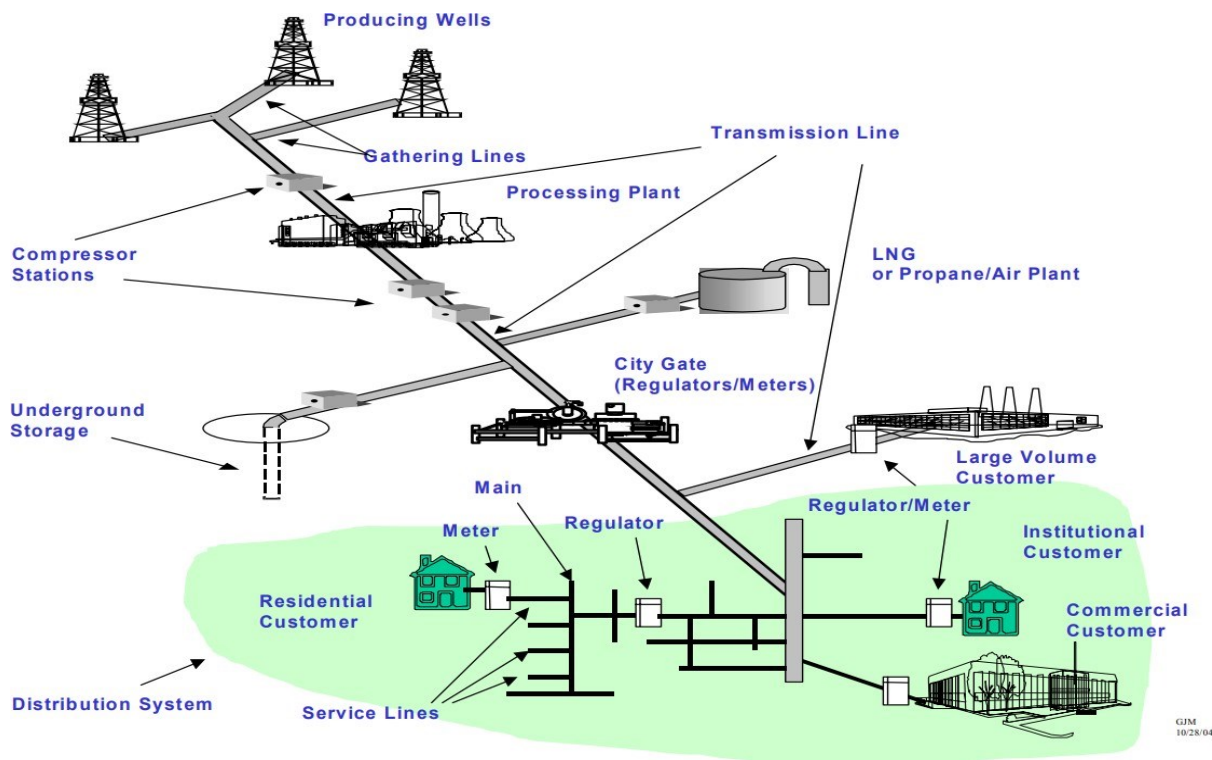 Producing Wells
Transmission Line
Gathering Lines
Processing Plant
Compressor
Stations
LNG
or Propane/Air Plant
City Gate
(Regulators/Meters)
Underground
Storage
Large Volume
Customer
Main
Regulator/Meter
Regulator
Meter
Institutional
Customer
Residential
Customer
Commercial
Customer
Distribution System
Service Lines
GJM
10/28/04